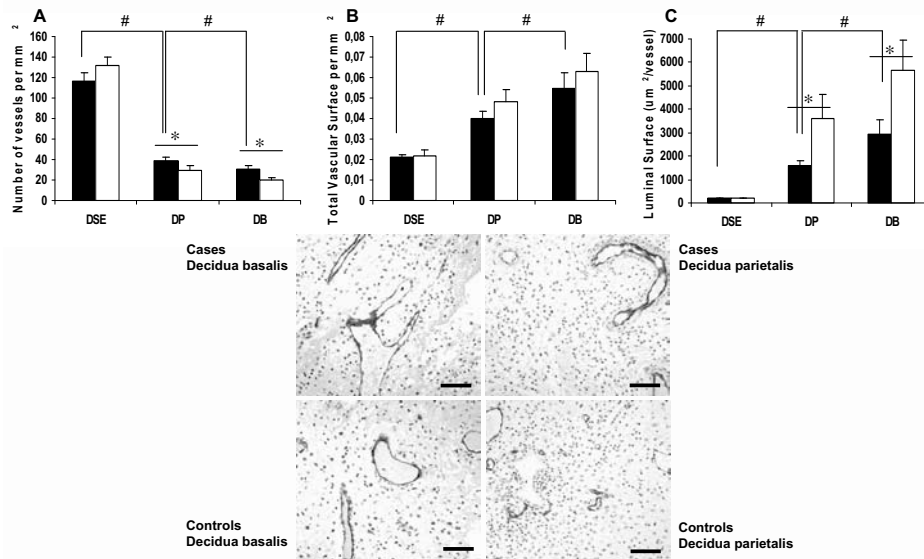 A
B
C
#
#
#
#
#
#
Number of vessels per mm 2
160
140
120
100
80
60
40
20
0
*
*
DSE
DP
DB
Total Vascular Surface per mm 2
0,08
0,07
0,06
0,05
0,04
0,03
0,02
0,01
0
DSE
DP
DB
Luminal Surface (um 2/vessel)
8000
7000
6000
5000
4000
3000
2000
1000
0
*
*
DSE
DP
DB
Cases
Decidua basalis
Cases
Decidua parietalis
Controls
Decidua basalis
Controls
Decidua parietalis